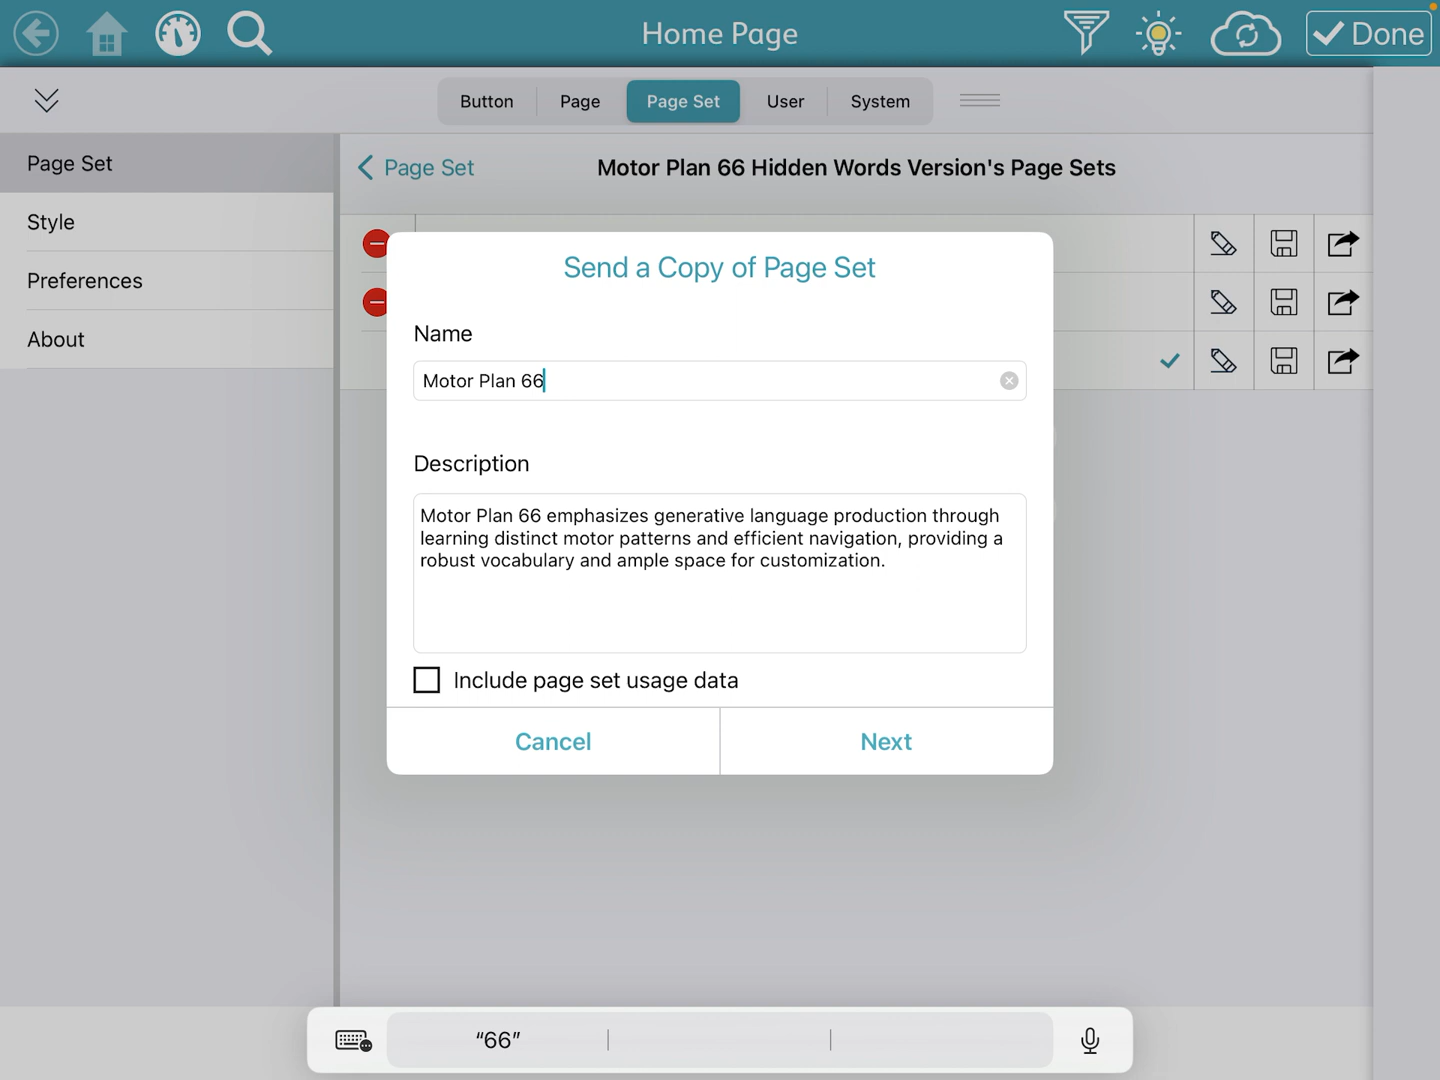 Home Page
Done
Button
Page
Page Set
User
System
Page Set
Style
Preferences
About
Page Set
Motor Plan 66 Hidden Words Version's Page Sets
Send a Copy of Page Set
Name
Motor Plan 66
Description
Motor Plan 66 emphasizes generative language production through
learning distinct motor patterns and efficient navigation, providing a
robust vocabulary and ample space for customization.
Include page set usage data
Cancel
Next
“66”